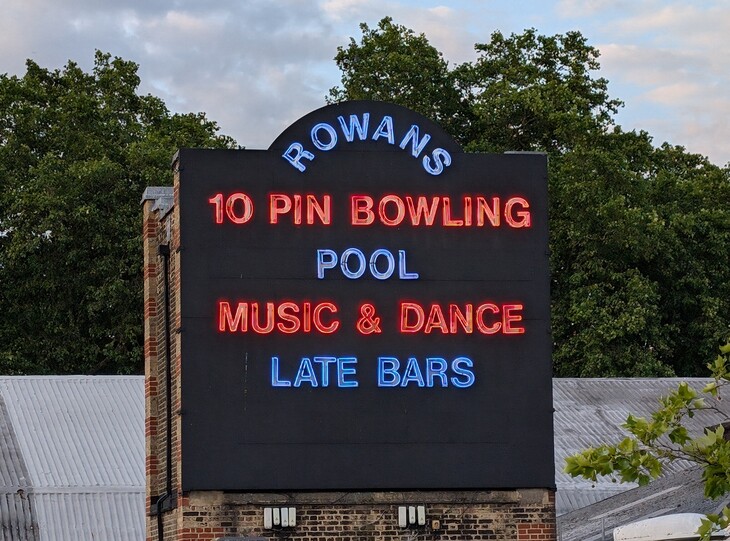 ROWANS
10 PIN BOWLING
POOL
MUSIC & DANCE
LATE BARS